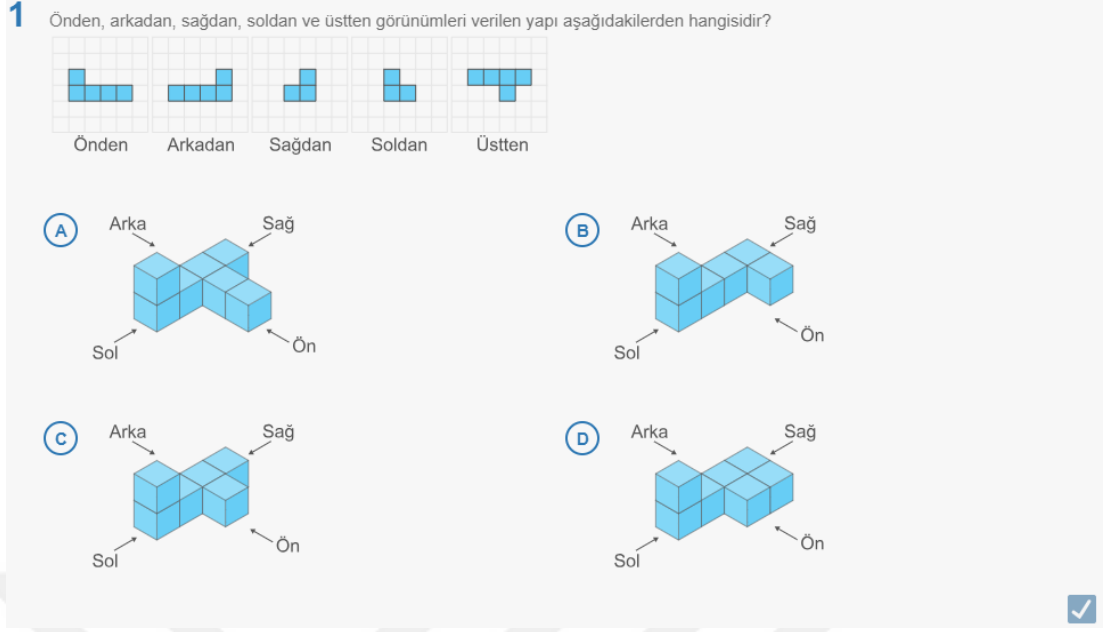 1 Önden, arkadan, sağdan, soldan ve üstten görünümleri verilen yapı aşağıdakilerden hangisidir?
Önden Arkadan Sağdan Soldan Üstten
A Arka Sağ
Sol Ön
B Arka Sağ
Sol Ön
C Arka Sağ
Sol Ön
D Arka Sağ
Sol Ön